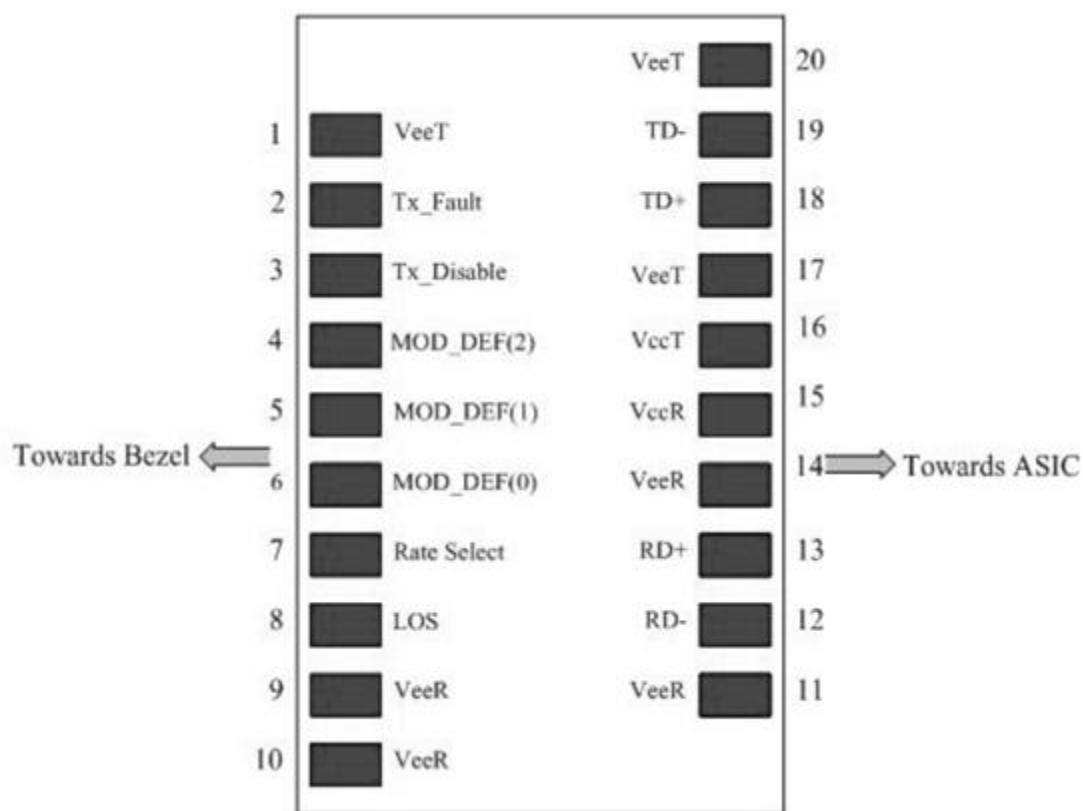 VeeT 20
1 VeeT TD- 19
2 Tx_Fault TD+ 18
3 Tx_Disable VeeT 17
4 MOD_DEF(2) VccT 16
5 MOD_DEF(1) VccR 15
Towards Bezel
6 MOD_DEF(0) VeeR 14
Towards ASIC
7 Rate Select RD+ 13
8 LOS RD- 12
9 VeeR VeeR 11
10 VeeR